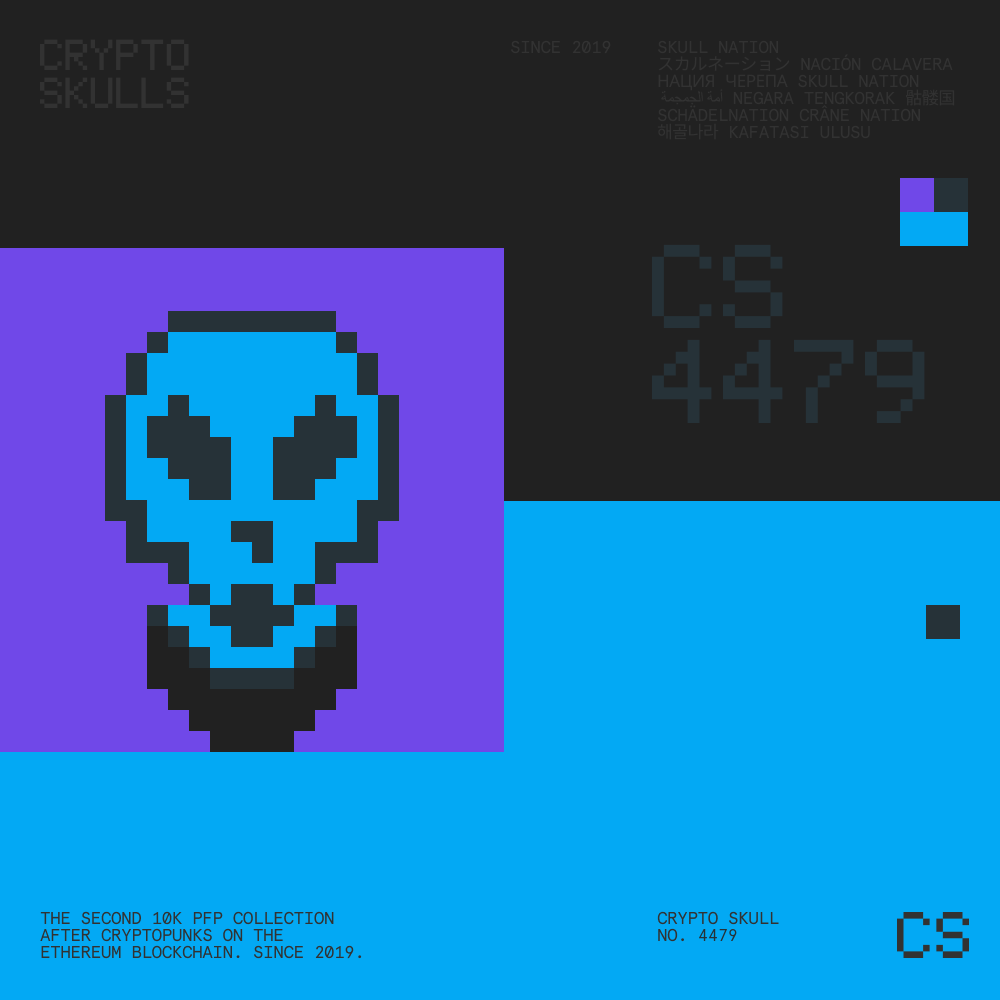 CRYPTO
SKULLS
SINCE 2019
SKULL NATION
スカルネーション NACIÓN CALAVERA
НАЦИЯ ЧЕРЕПА SKULL NATION
أمة الجمجمة NEGARA TENGKORAK 骷髅国
SCHÄDELNATION CRÂNE NATION
해골나라 KAFATASI ULUSU
CS
4479
THE SECOND 10K PFP COLLECTION
AFTER CRYPTOPUNKS ON THE
ETHEREUM BLOCKCHAIN. SINCE 2019.
CRYPTO SKULL
NO. 4479
CS